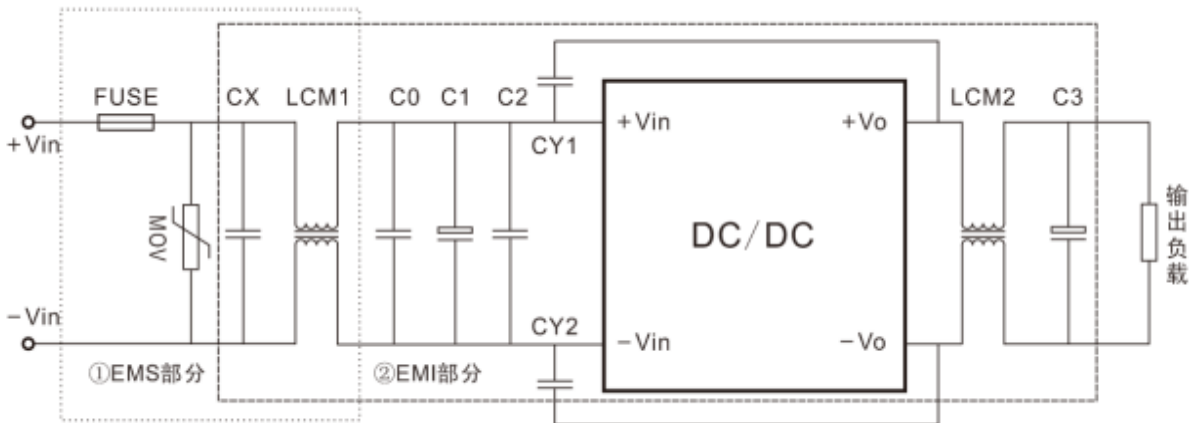 FUSE
CX
LCM1
C0
C1
C2
LCM2
C3
+Vin
CY1
+Vin
+Vo
MOV
DC/DC
输出负载
-Vin
CY2
-Vin
-Vo
①EMS部分
②EMI部分